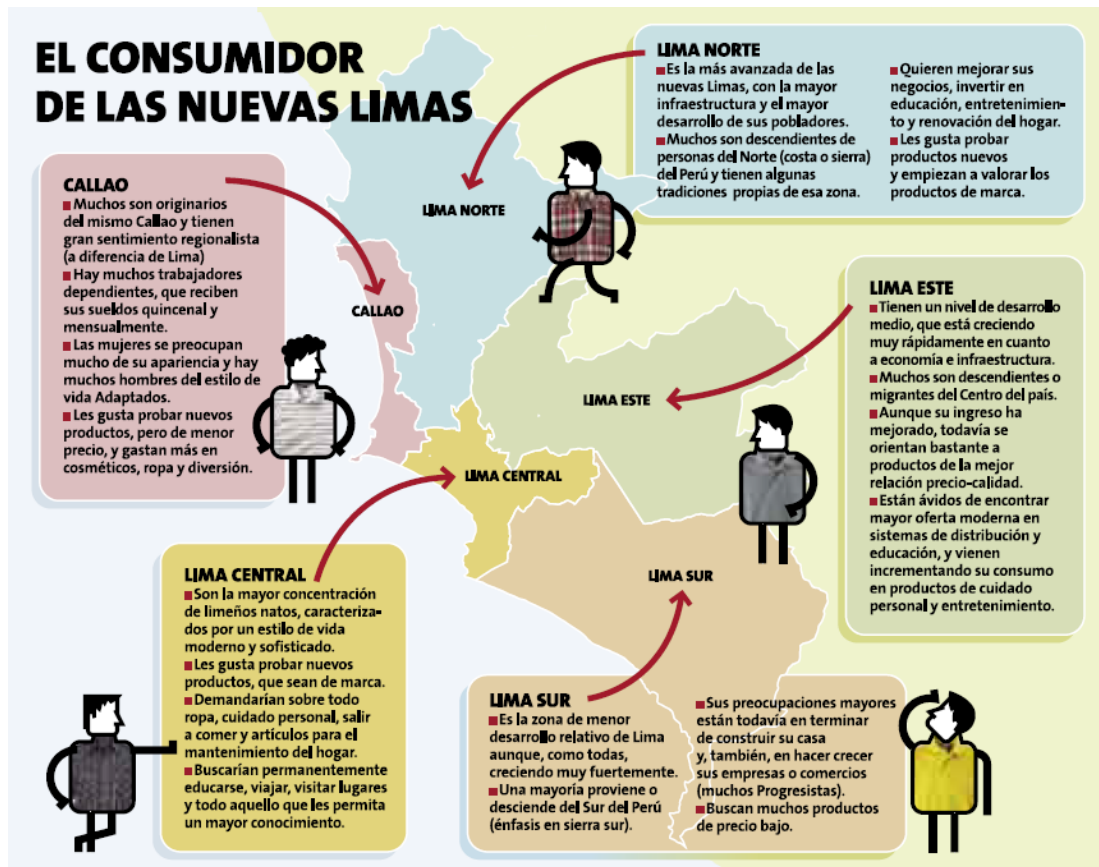 EL CONSUMIDOR
DE LAS NUEVAS LIMAS
LIMA NORTE
Es la más avanzada de las
nuevas Limas, con la mayor
infraestructura y el mayor
desarrollo de sus pobladores.
Muchos son descendientes de
personas del Norte (costa o sierra)
del Perú y tienen algunas
tradiciones propias de esa zona.
Quieren mejorar sus
negocios, invertir en
educación, entretenimien-
to y renovación del hogar.
Les gusta probar
productos nuevos
y empiezan a valorar los
productos de marca.
CALLAO
Muchos son originarios
del mismo Callao y tienen
gran sentimiento regionalista
(a diferencia de Lima)
Hay muchos trabajadores
dependientes, que reciben
sus sueldos quincenal y
mensualmente.
Las mujeres se preocupan
mucho de su apariencia y hay
muchos hombres del estilo de
vida Adaptados.
Les gusta probar nuevos
productos, pero de menor
precio, y gastan más en
cosméticos, ropa y diversión.
LIMA NORTE
CALLAO
LIMA ESTE
LIMA CENTRAL
LIMA SUR
LIMA ESTE
Tienen un nivel de desarrollo
medio, que está creciendo
muy rápidamente en cuanto
a economía e infraestructura.
Muchos son descendientes o
migrantes del Centro del país.
Aunque su ingreso ha
mejorado, todavía se
orientan bastante a
productos de la mejor
relación precio-calidad.
Están ávidos de encontrar
mayor oferta moderna en
sistemas de distribución y
educación, y vienen
incrementando su consumo
en productos de cuidado
personal y entretenimiento.
LIMA CENTRAL
Son la mayor concentración
de limeños natos, caracteriza-
dos por un estilo de vida
moderno y sofisticado.
Les gusta probar nuevos
productos, que sean de marca.
Demandarían sobre todo
ropa, cuidado personal, salir
a comer y artículos para el
mantenimiento del hogar.
Buscarían permanentemente
educarse, viajar, visitar lugares
y todo aquello que les permita
un mayor conocimiento.
LIMA SUR
Es la zona de menor
desarrollo relativo de Lima
aunque, como todas,
creciendo muy fuertemente.
Una mayoría proviene o
desciende del Sur del Perú
(énfasis en sierra sur).
Sus preocupaciones mayores
están todavía en terminar
de construir su casa
y, también, en hacer crecer
sus empresas o comercios
(muchos Progresistas).
Buscan muchos productos
de precio bajo.